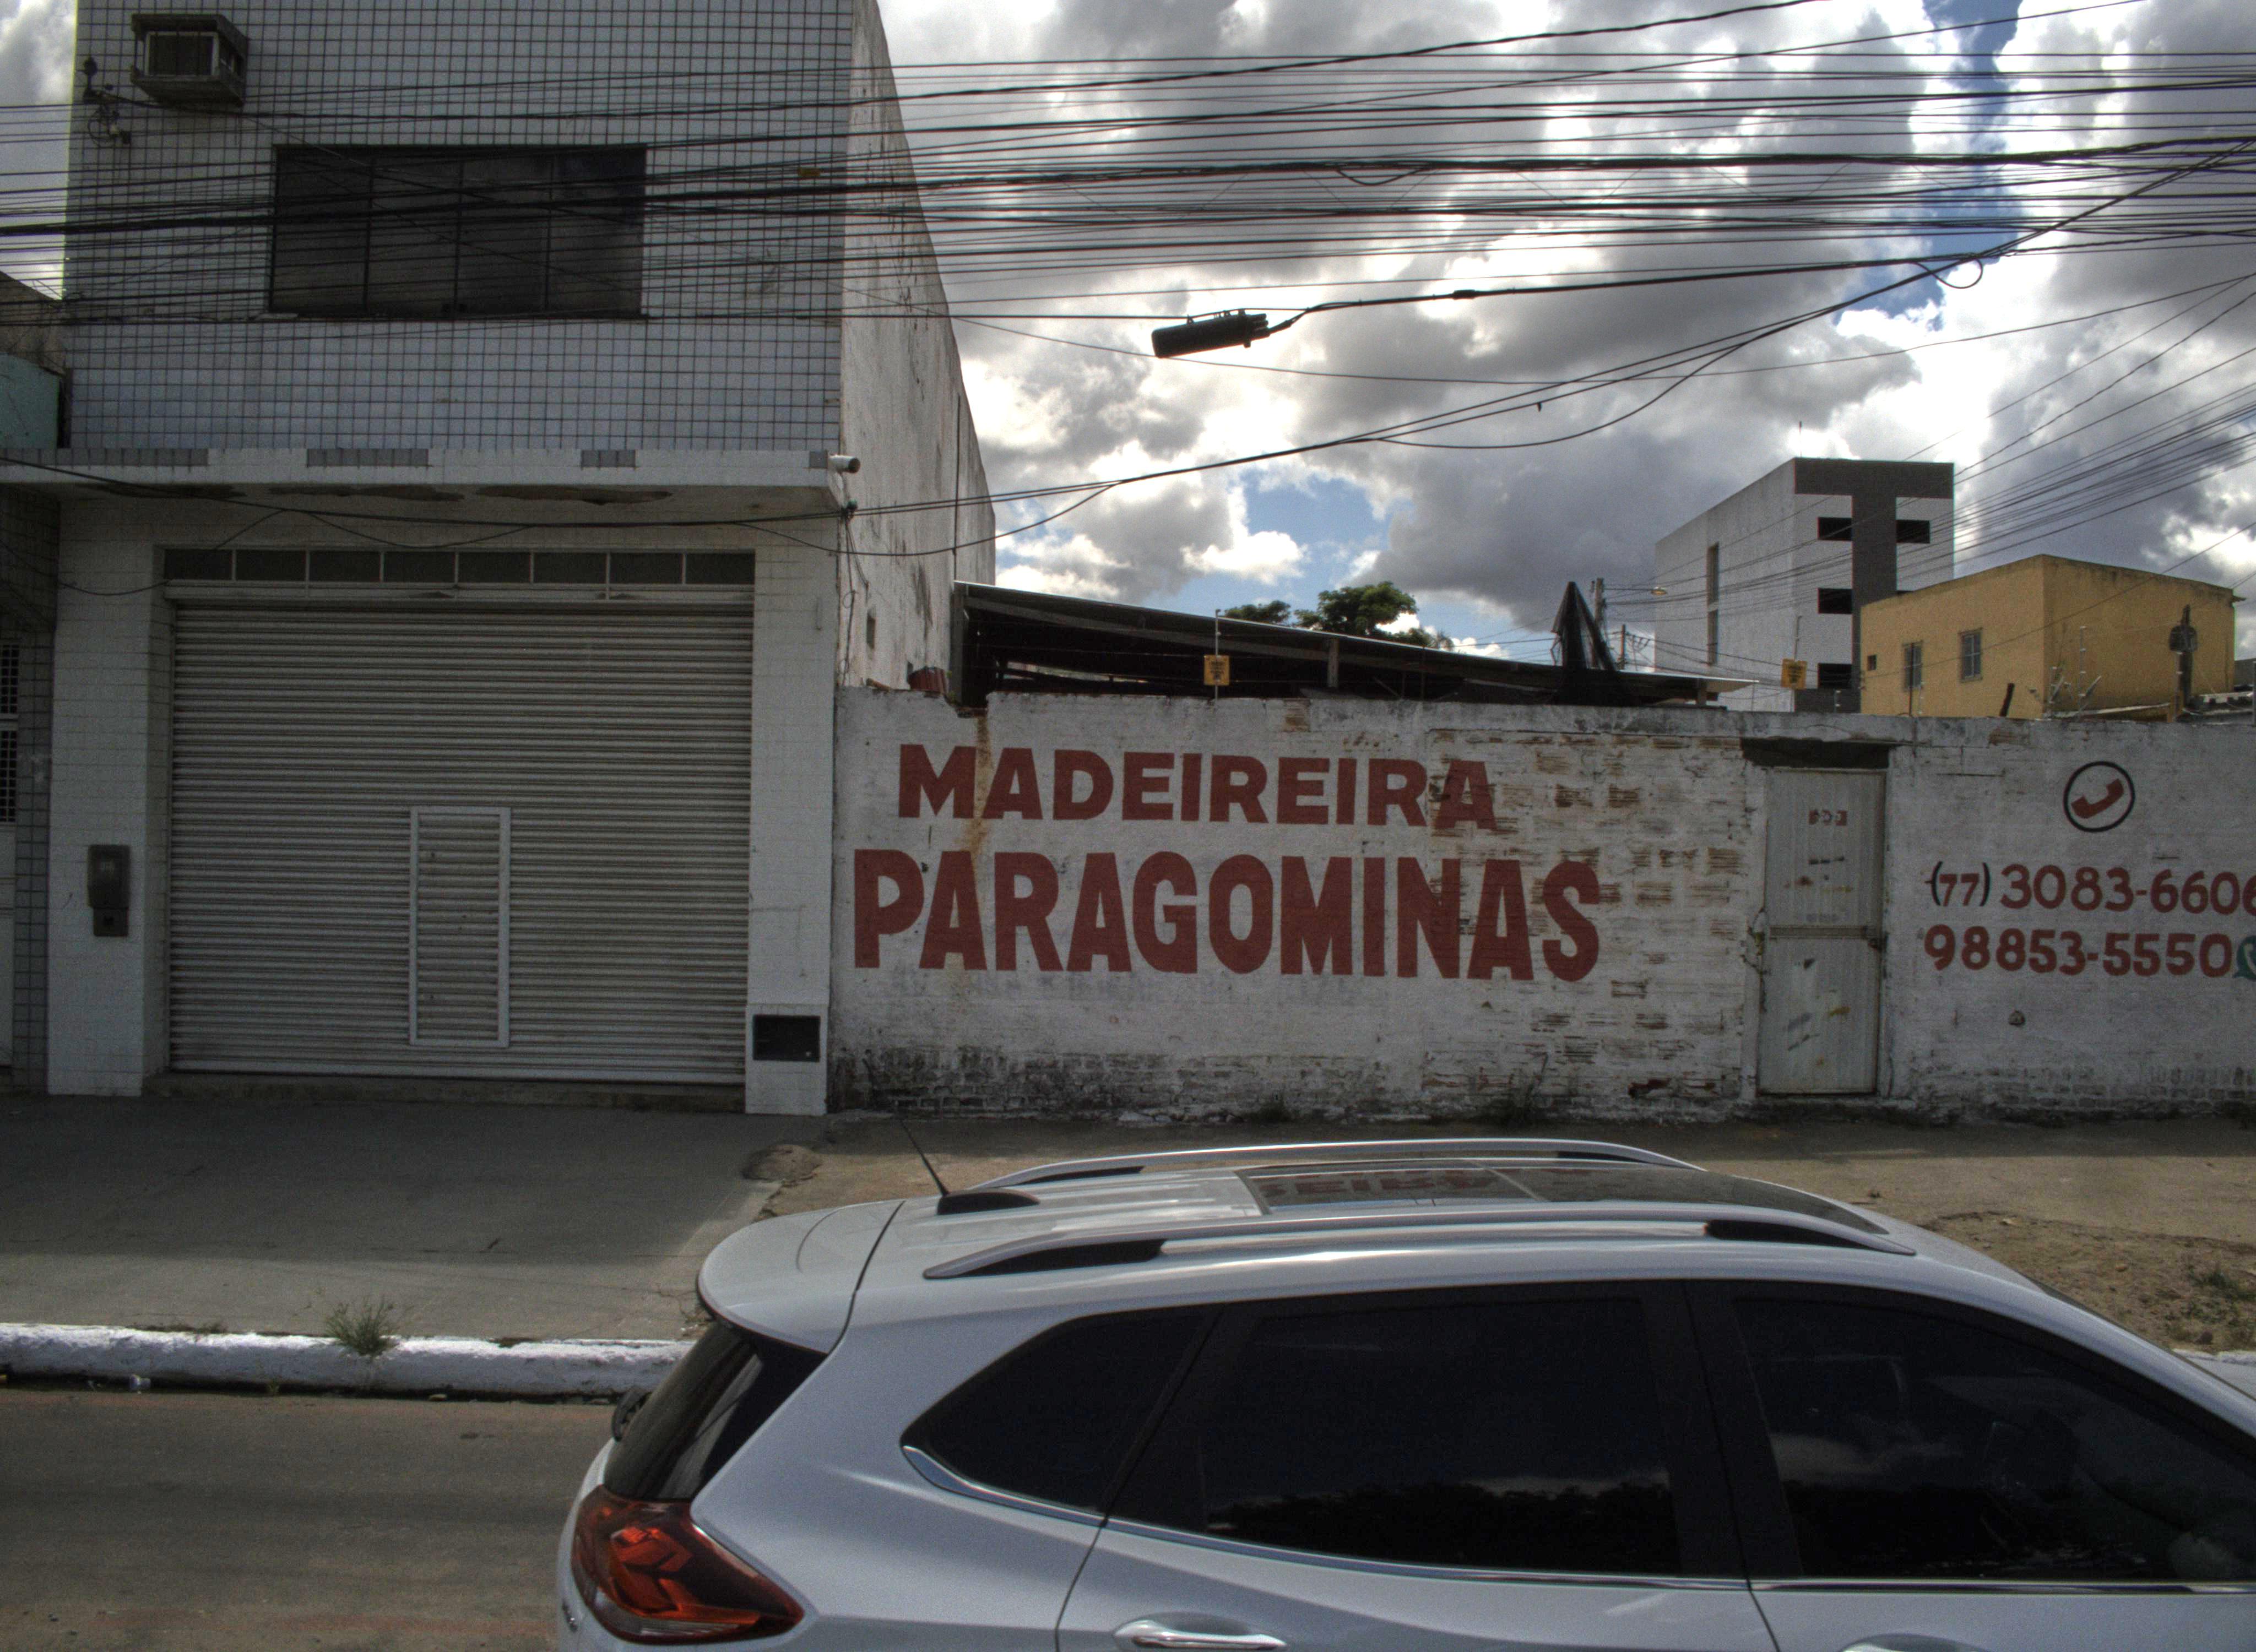 MADEIREIRA
PARAGOMINAS
(77) 3083-6606
98853-5550